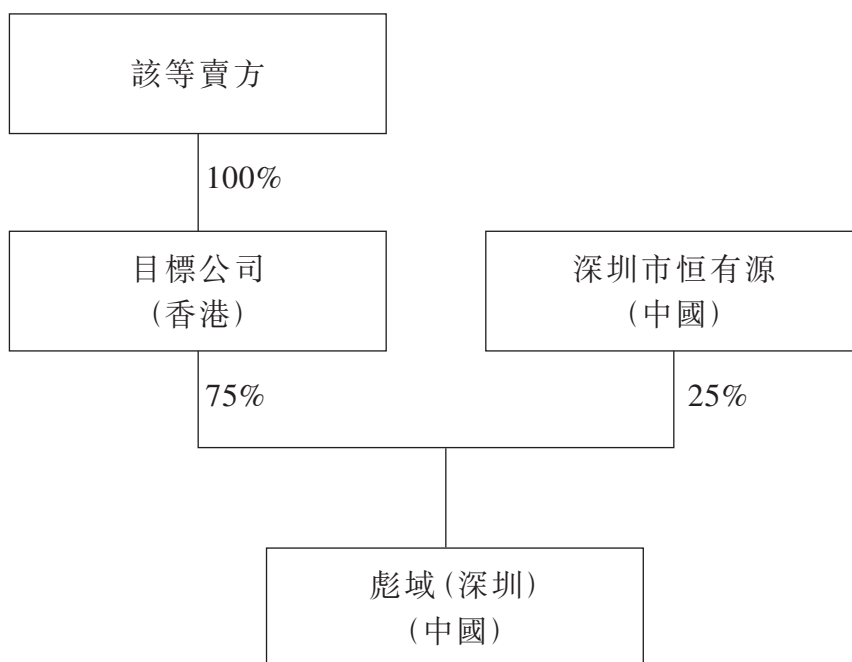 該等賣方
100%
目標公司
(香港)
深圳市恒有源
(中國)
75%
25%
彪域(深圳)
(中國)